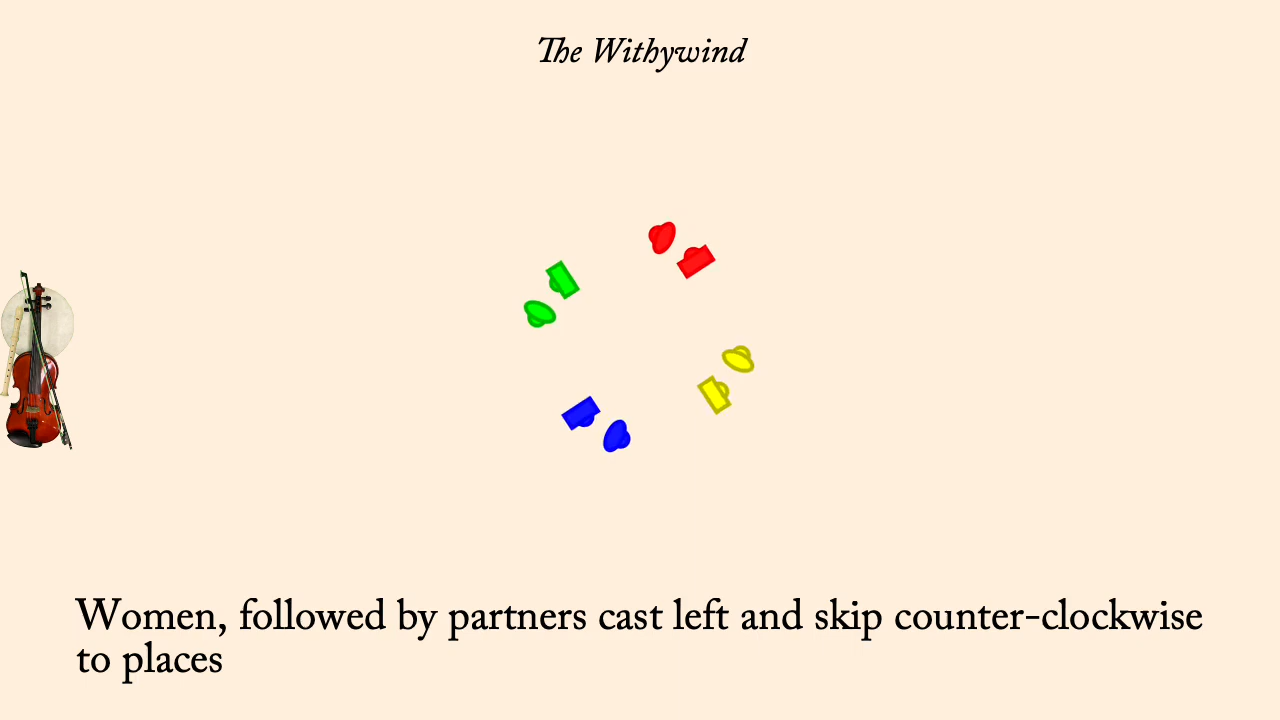 The Withywind
Women, followed by partners cast left and skip counter-clockwise
to places